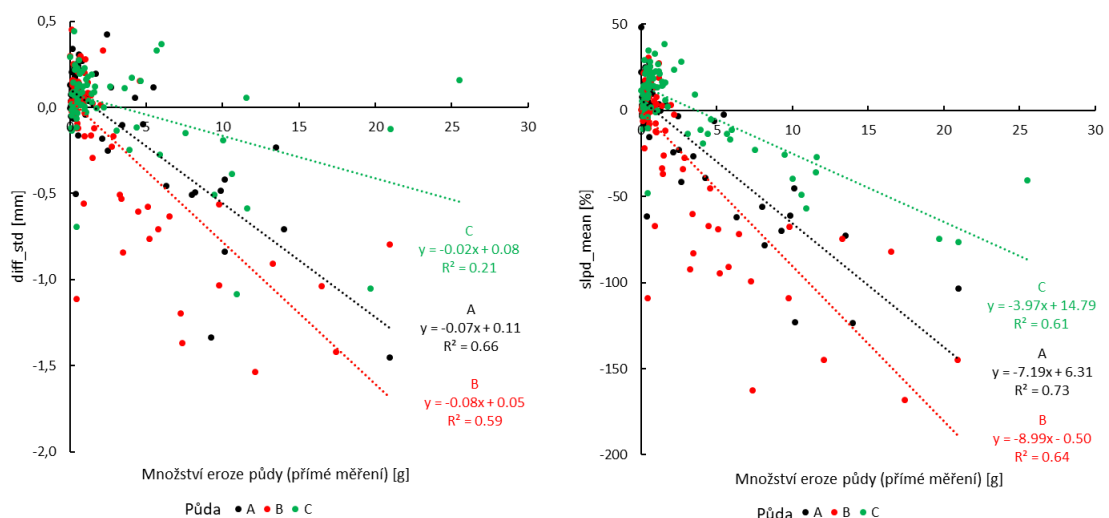 0,5
0,0
-0,5
-1,0
-1,5
-2,0
diff_std [mm]
0 5 10 15 20 25 30
C
y = -0.02x + 0.08
R² = 0.21
A
y = -0.07x + 0.11
R² = 0.66
B
y = -0.08x + 0.05
R² = 0.59
Množství eroze půdy (přímé měření) [g]
Půda A B C
50
0
-50
-100
-150
-200
slpd_mean [%]
0 5 10 15 20 25 30
C
y = -3.97x + 14.79
R² = 0.61
A
y = -7.19x + 6.31
R² = 0.73
B
y = -8.99x - 0.50
R² = 0.64
Množství eroze půdy (přímé měření) [g]
Půda A B C